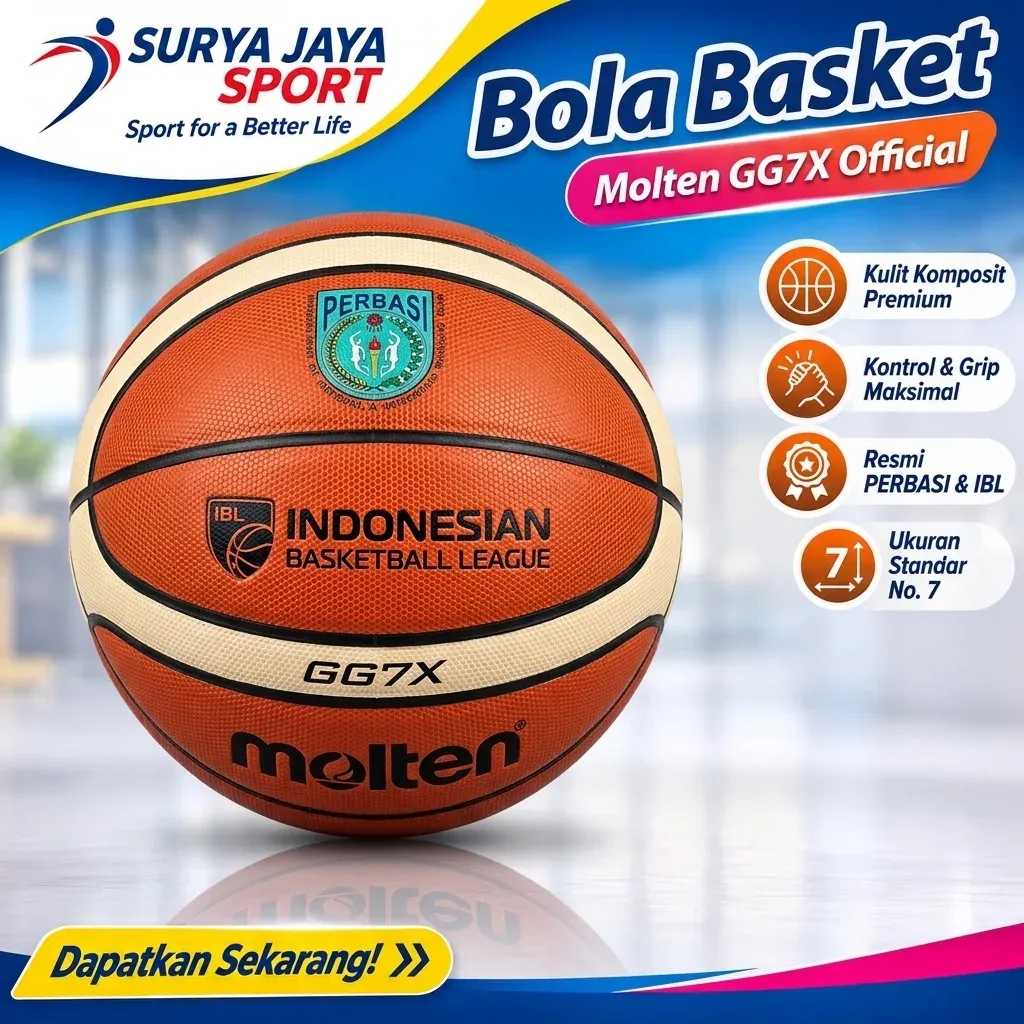 SURYA JAYA
SPORT
Sport for a Better Life
Bola Basket
Molten GG7X Official
Kulit Komposit
Premium
Kontrol & Grip
Maksimal
Resmi
PERBASI & IBL
7
Ukuran
Standar
No. 7
PERBASI
IBL
INDONESIAN
BASKETBALL LEAGUE
GG7X
molten®
Dapatkan Sekarang! »